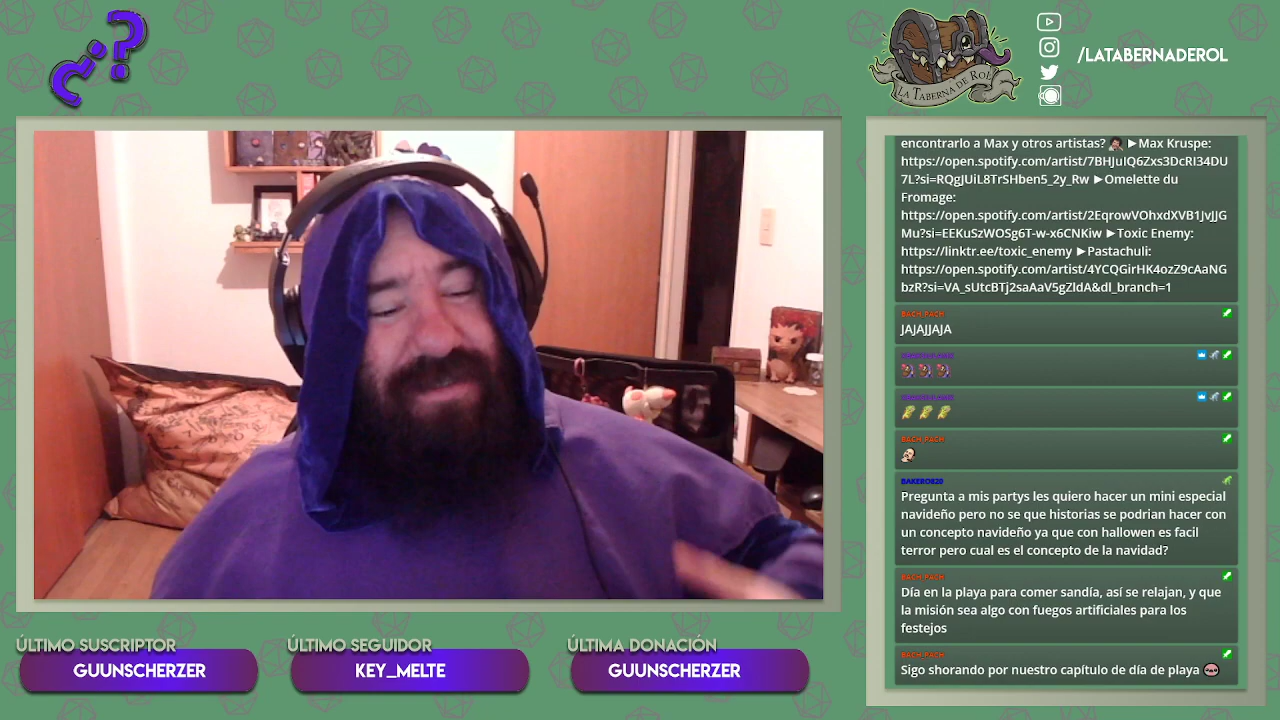 ¿?
LA TABERNA DE ROL
/LATABERNADEROL
encontrarlo a Max y otros artistas? ►Max Kruspe:
https://open.spotify.com/artist/7BHJuIQ6Zxs3DcRI34DU
7L?si=RQgJUiL8TrSHben5_2y_Rw ►Omelette du
Fromage:
https://open.spotify.com/artist/2EqrowVOhxdXVB1JvJJG
Mu?si=EEKuSzWOSg6T-w-x6CNKiw ►Toxic Enemy:
https://linktr.ee/toxic_enemy ►Pastachuli:
https://open.spotify.com/artist/4YCQGirHK4ozZ9cAaNG
bzR?si=VA_sUtcBTj2saAaV5gZldA&dl_branch=1
BACH_PACH
JAJAJJAJA
BACH_PACH
BAKERO820
Pregunta a mis partys les quiero hacer un mini especial
navideño pero no se que historias se podrian hacer con
un concepto navideño ya que con hallowen es facil
terror pero cual es el concepto de la navidad?
BACH_PACH
Día en la playa para comer sandía, así se relajan, y que
la misión sea algo con fuegos artificiales para los
festejos
BACH_PACH
Sigo shorando por nuestro capítulo de día de playa
ÚLTIMO SUSCRIPTOR
GUUNSCHERZER
ÚLTIMO SEGUIDOR
KEY_MELTE
ÚLTIMA DONACIÓN
GUUNSCHERZER